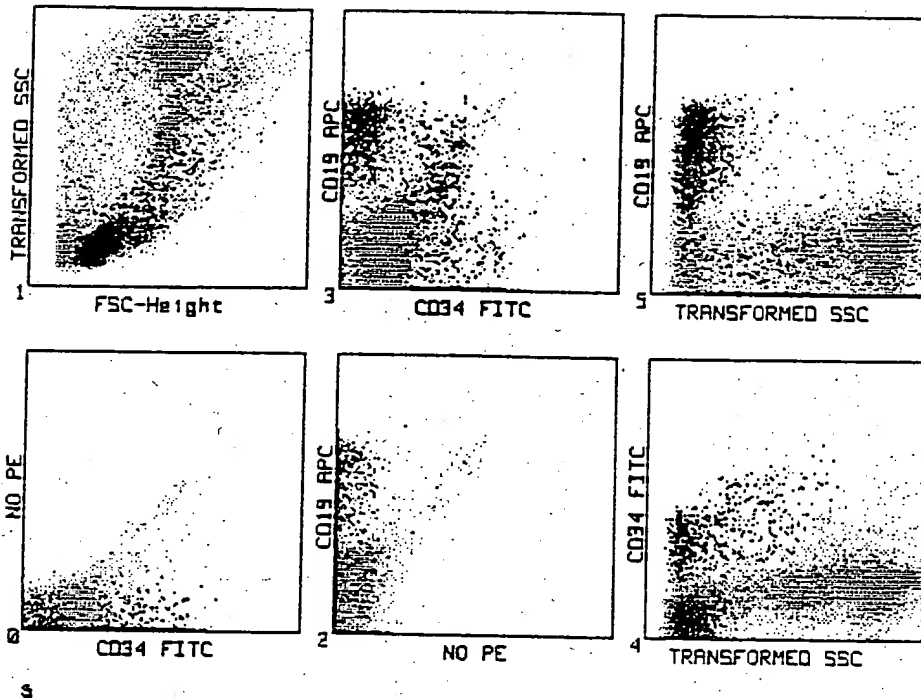 TRANSFORMED SSC
1
FSC-Height
CD19 APC
3
CD34 FITC
CD19 APC
5
TRANSFORMED SSC
NO PE
0
CD34 FITC
CD19 APC
2
NO PE
CD34 FITC
4
TRANSFORMED SSC